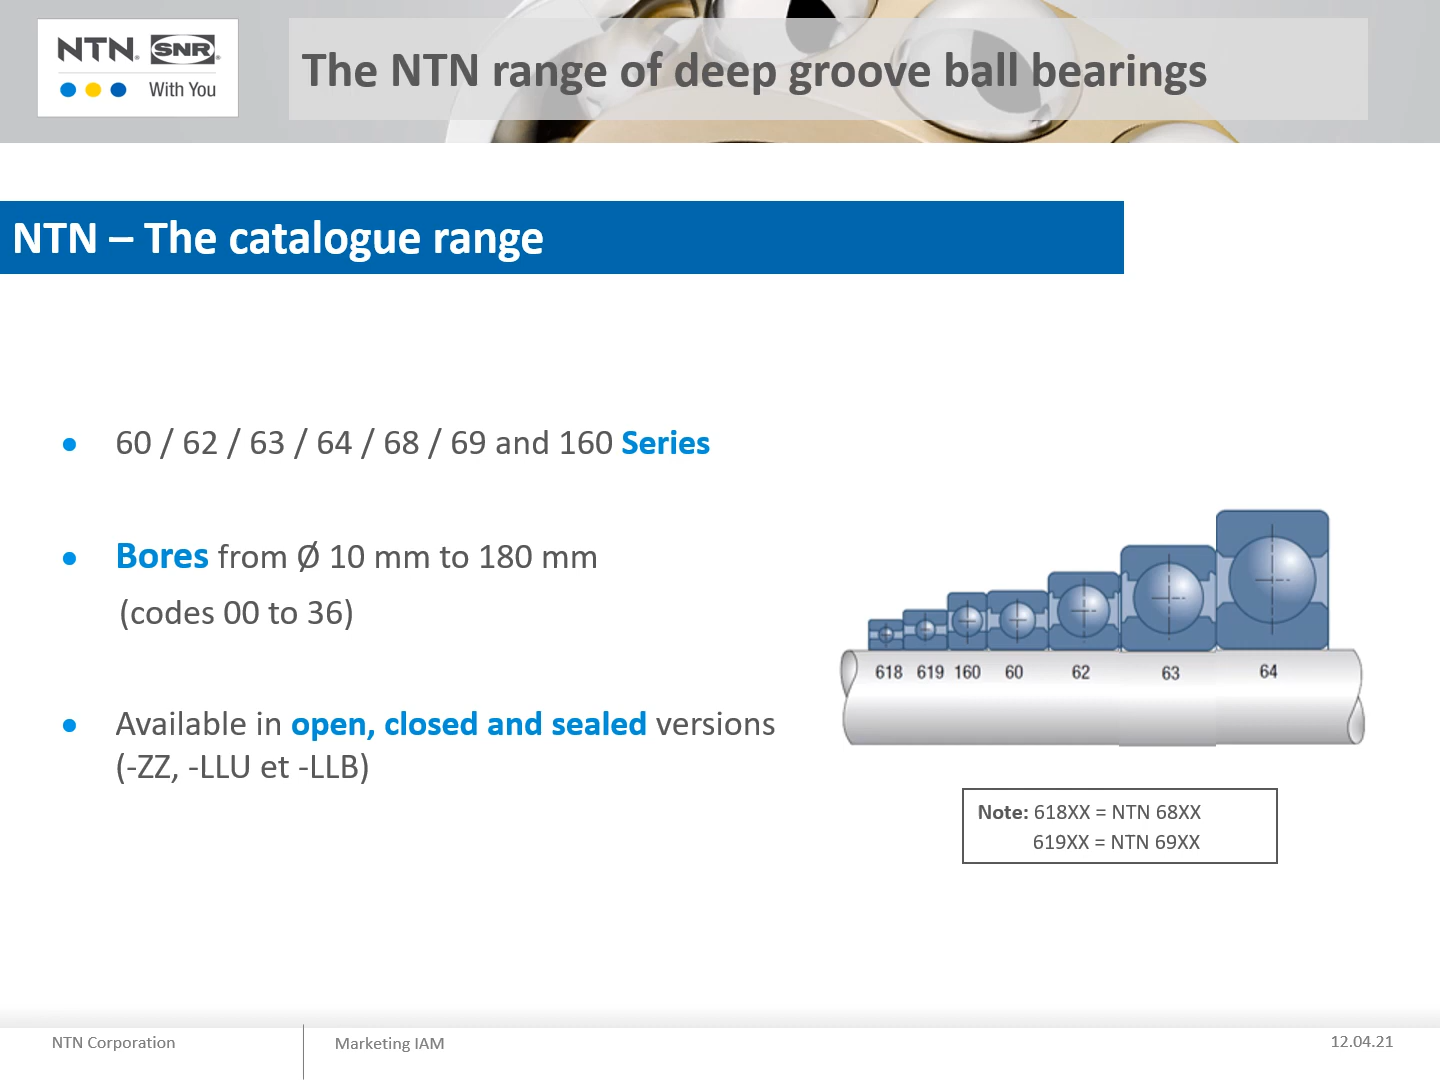 NTN. SNR
With You
The NTN range of deep groove ball bearings
NTN – The catalogue range
● 60 / 62 / 63 / 64 / 68 / 69 and 160 Series
● Bores from Ø 10 mm to 180 mm
(codes 00 to 36)
● Available in open, closed and sealed versions
(-ZZ, -LLU et -LLB)
618 619 160 60 62 63 64
Note: 618XX = NTN 68XX
619XX = NTN 69XX
NTN Corporation
Marketing IAM
12.04.21